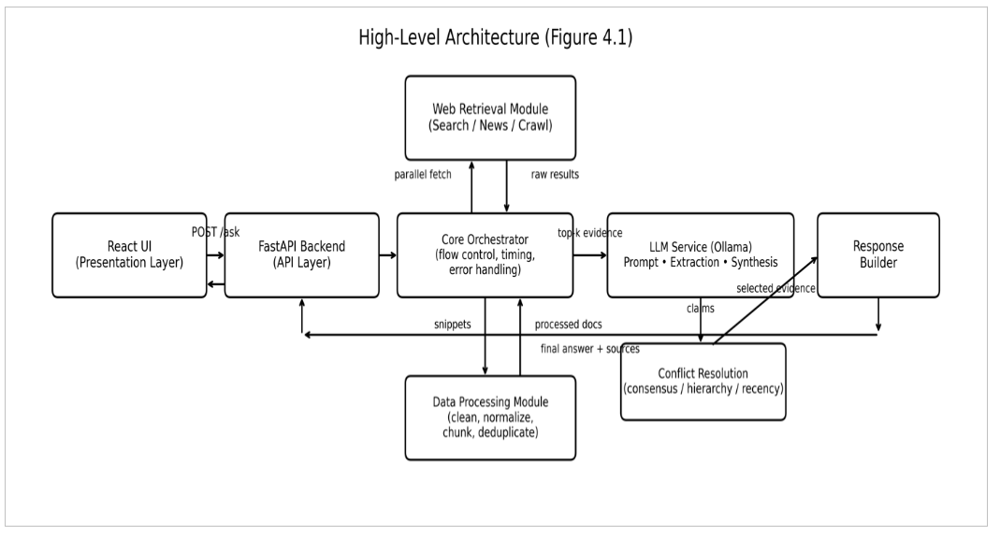 High-Level Architecture (Figure 4.1)
Web Retrieval Module
(Search / News / Crawl)
parallel fetch
raw results
React UI
(Presentation Layer)
POST /ask
FastAPI Backend
(API Layer)
Core Orchestrator
(flow control, timing,
error handling)
top-k evidence
LLM Service (Ollama)
Prompt • Extraction • Synthesis
Response
Builder
selected evidence
claims
snippets
processed docs
final answer + sources
Conflict Resolution
(consensus / hierarchy / recency)
Data Processing Module
(clean, normalize,
chunk, deduplicate)